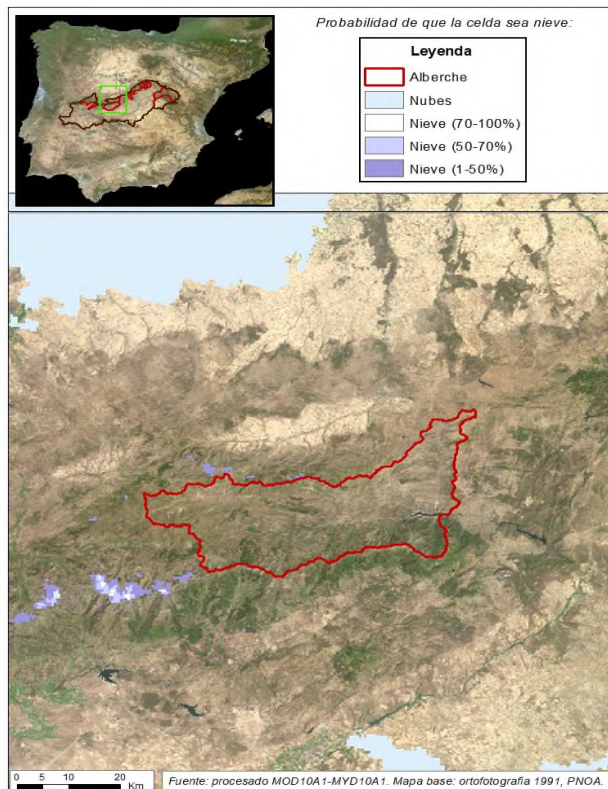 Probabilidad de que la celda sea nieve:
Leyenda
Alberche
Nubes
Nieve (70-100%)
Nieve (50-70%)
Nieve (1-50%)
0 5 10 20
Km
Fuente: procesado MOD10A1-MYD10A1. Mapa base: ortofotografia 1991, PNOA.